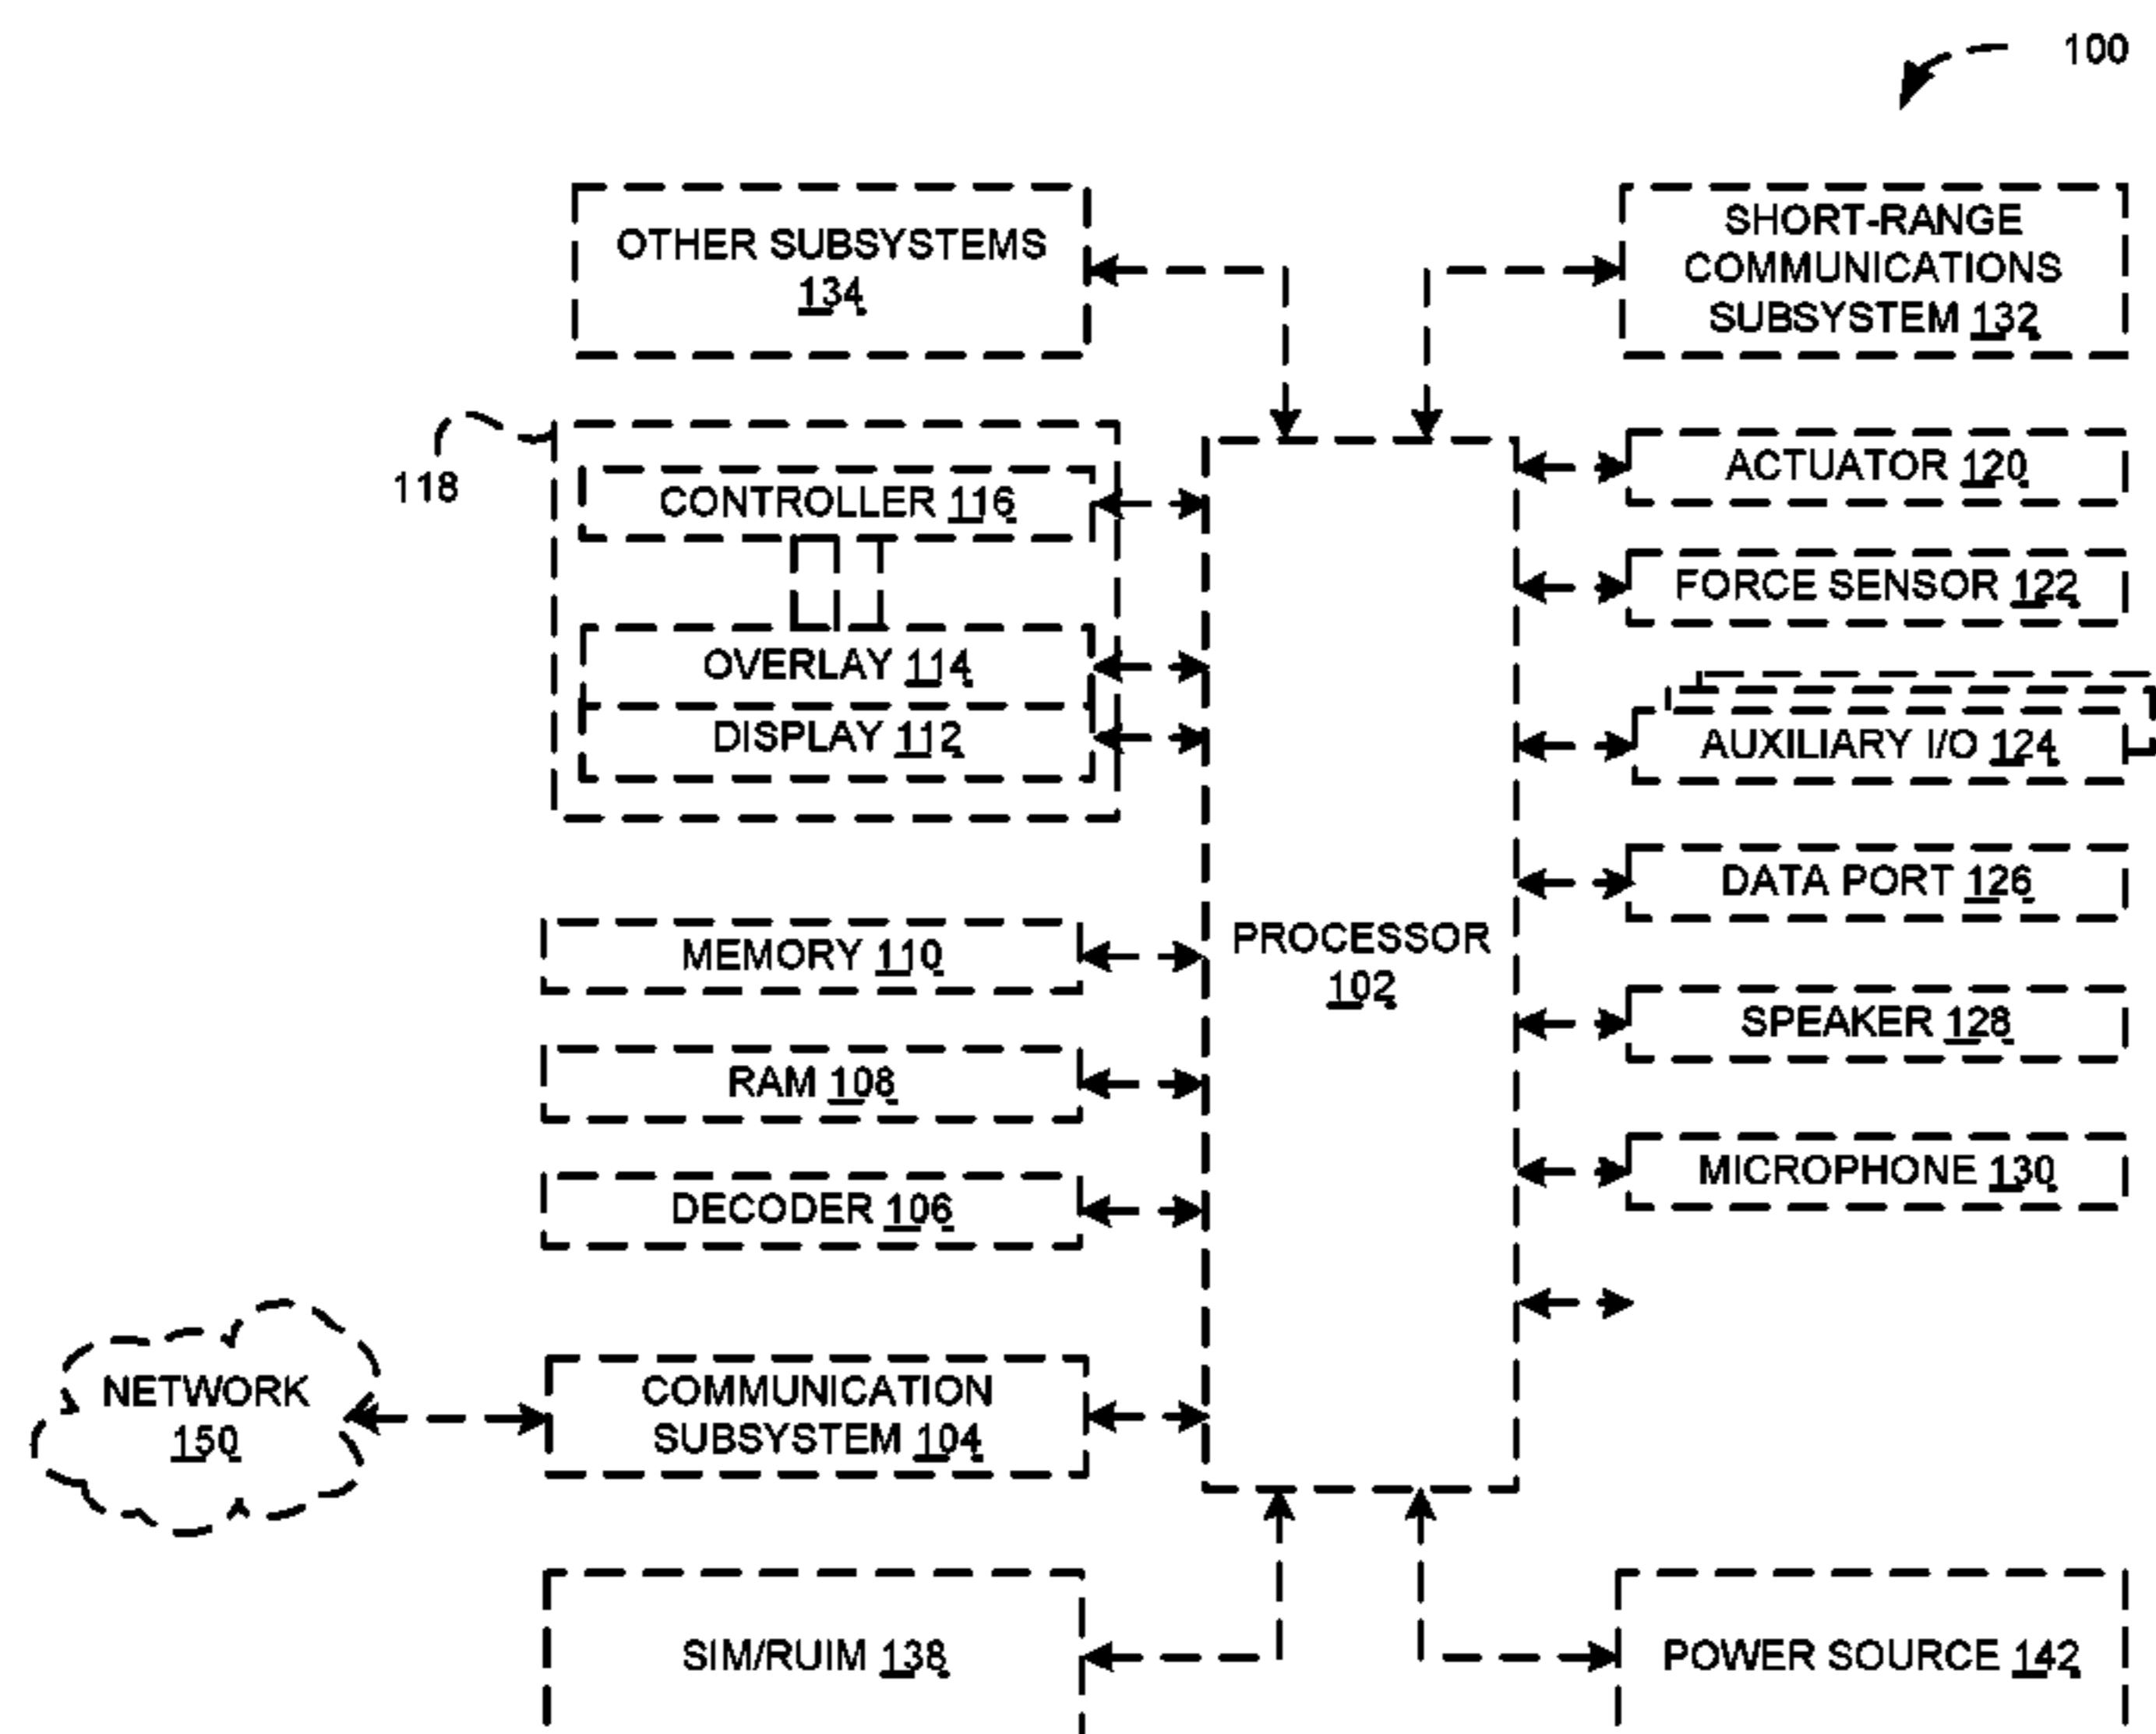 100
OTHER SUBSYSTEMS
134
SHORT-RANGE
COMMUNICATIONS
SUBSYSTEM 132
118
CONTROLLER 116
OVERLAY 114
DISPLAY 112
MEMORY 110
RAM 108
DECODER 106
COMMUNICATION
SUBSYSTEM 104
NETWORK
150
SIM/RUIM 138
PROCESSOR
102
ACTUATOR 120
FORCE SENSOR 122
AUXILIARY I/O 124
DATA PORT 126
SPEAKER 128
MICROPHONE 130
POWER SOURCE 142